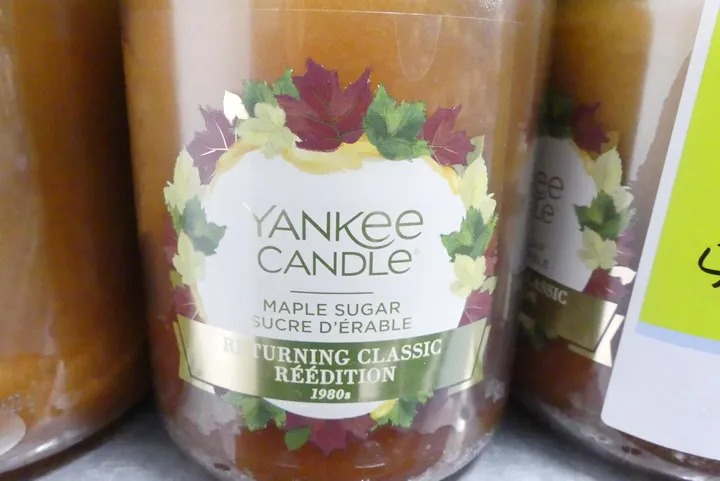 YANKEE
CANDLE®
MAPLE SUGAR
SUCRE D'ÉRABLE
RETURNING CLASSIC
RÉÉDITION
1980s